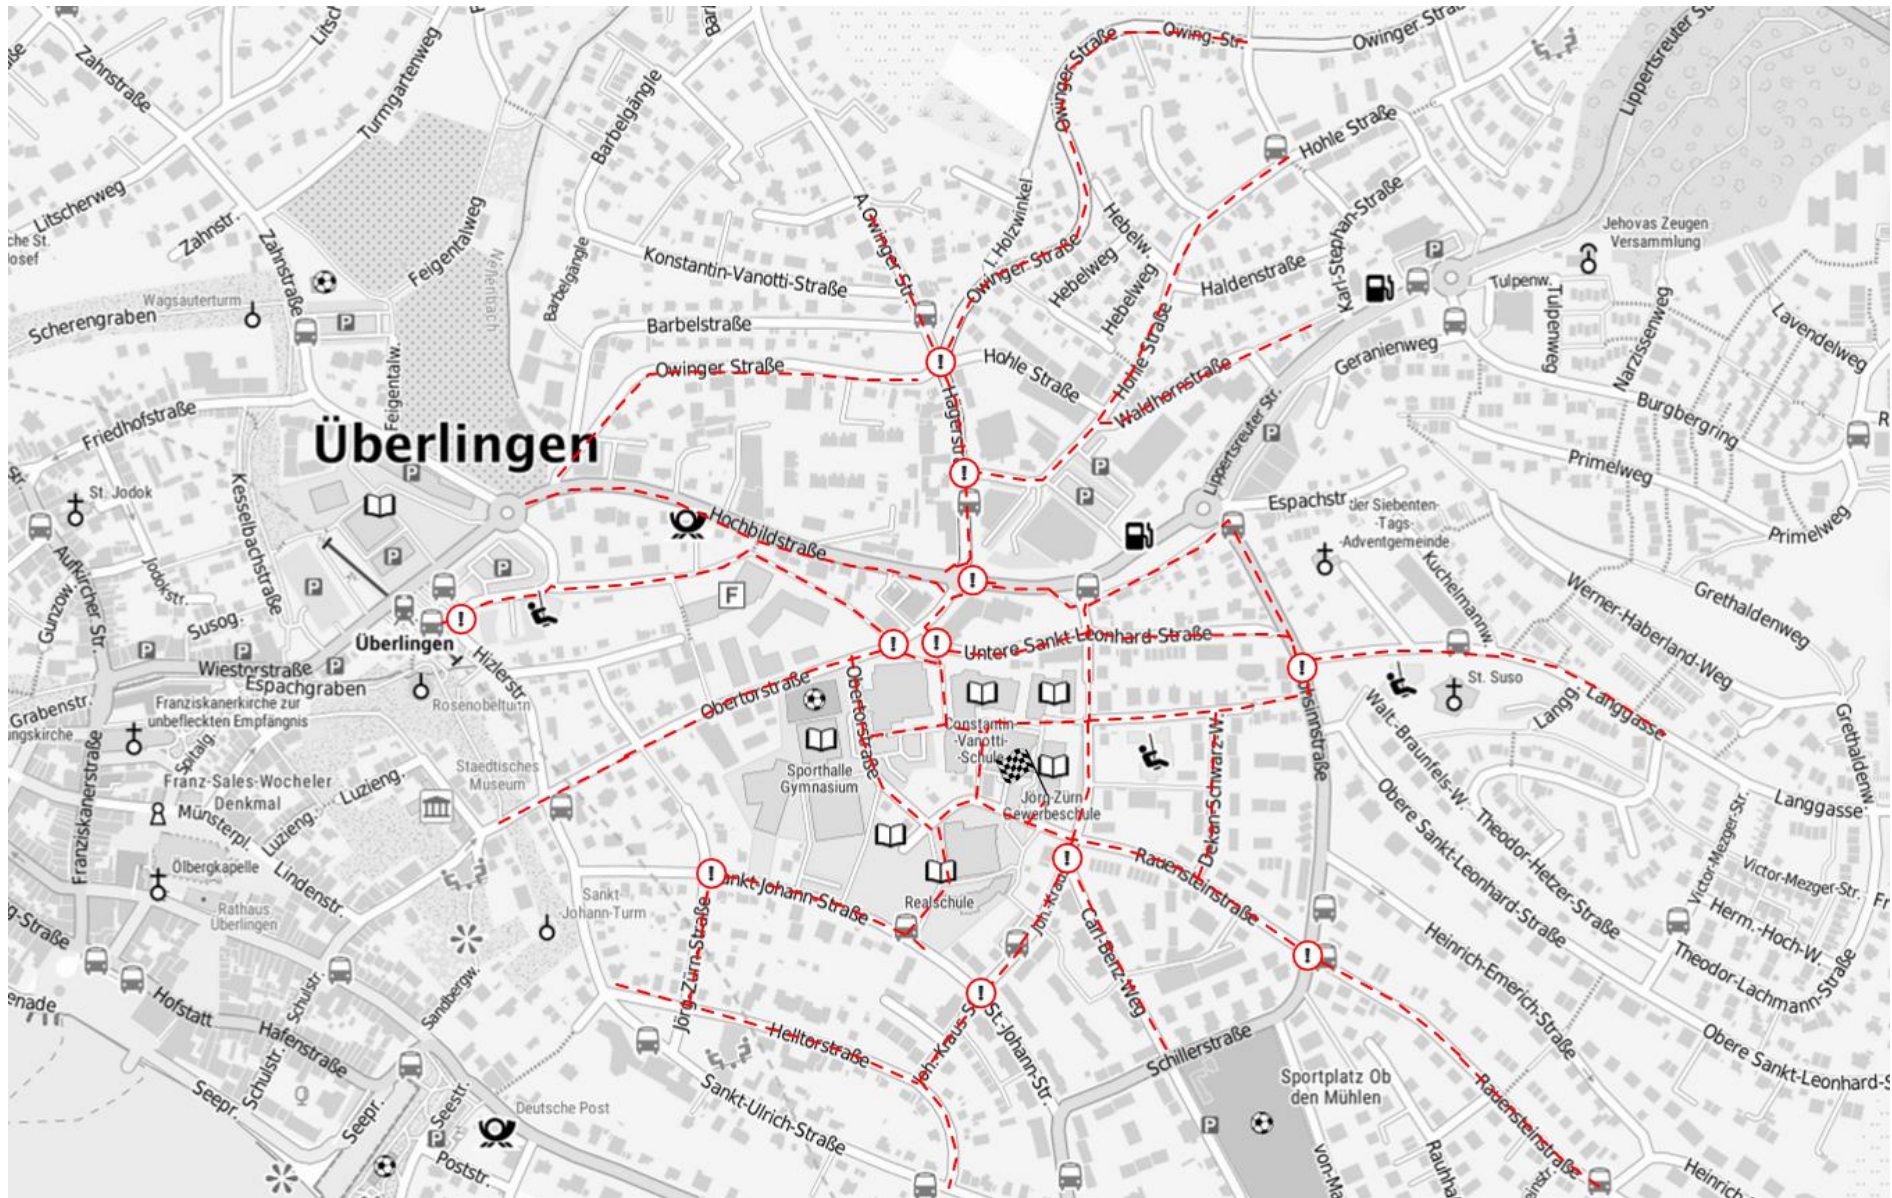 Zahnstraße
Litscherweg
Zahnstr.
Turmgartenweg
Feigentalweg
Barbelgängle
Owinger Straße
Owing. Str.
Owinger Straße
Hohle Straße
Karl-Stephan-Straße
Jehovas Zeugen
Versammlung
Wagsauterturm
Scherengraben
Zahnstraße
Nellenbach
Barbelgängle
Konstantin-Vanotti-Straße
A.Owinger Str.
I. Holzwinkel
Owinger Straße
Hebelw.
Hebelweg
Hebelweg
Haldenstraße
Tulpenw.
Tulpenweg
Narzissenweg
Lavendelweg
Barbelstraße
Owinger Straße
Hohle Straße
Hohle Straße
Waldhornstraße
Geranienweg
Burgbergring
Friedhofstraße
Feigentalw.
Überlingen
Hagerstr.
Lippertsreuter Str.
Primelweg
Primelweg
St. Jodok
Kesselbachstraße
Jodokstr.
Aufkircher Str.
Gunzow
Susog.
Hochbildstraße
F
Espachstr.
der Siebenten-
-Tags-
-Adventgemeinde
Kuchelmannw.
Werner-Haberland-Weg
Grethaldenweg
Überlingen
Hizlerstr.
Wiestorstraße
Espachgraben
Grabenstr.
Franziskanerkirche zur
unbefleckten Empfängnis
Rosenobelturm
Untere Sankt-Leonhard-Straße
St. Suso
Langg.
Langgasse
Obertorstraße
Obertorstraße
Constantin
-Vanotti-
-Schule
Sporthalle
Gymnasium
Jörg-Zürn
Gewerbeschule
Dekan-Schwarz-W.
Walt.-Braunfels-W.
Grethaldenw.
Langgasse
Franziskanerstraße
Spitalg.
Franz-Sales-Wocheler
Denkmal
Luzieng.
Luzieng.
Münsterpl.
Staedtisches
Museum
Ölbergkapelle
Lindenstr.
Rathaus
Überlingen
Sankt-
-Johann-Turm
Sankt-Johann-Straße
Realschule
Rauensteinstraße
Obere Sankt-Leonhard-Straße
Theodor-Hetzer-Straße
Victor-Mezger-Str.
Victor-Mezger-Str.
Herm.-Hoch-W.
Theodor-Lachmann-Straße
Heinrich-Emerich-Straße
Carl-Benz-Weg
Jörg-Zürn-Straße
Sandbergw.
Schulstr.
Hofstatt
Hafenstraße
Schulstr.
Seepr.
Seepr.
Seestr.
Poststr.
Deutsche Post
Helltorstraße
Sankt-Ulrich-Straße
Joh.-Kraus-S
St.-Johann-Str.
Schillerstraße
Sportplatz Ob
den Mühlen
Rauensteinstraße
Obere Sankt-Leonhard-S